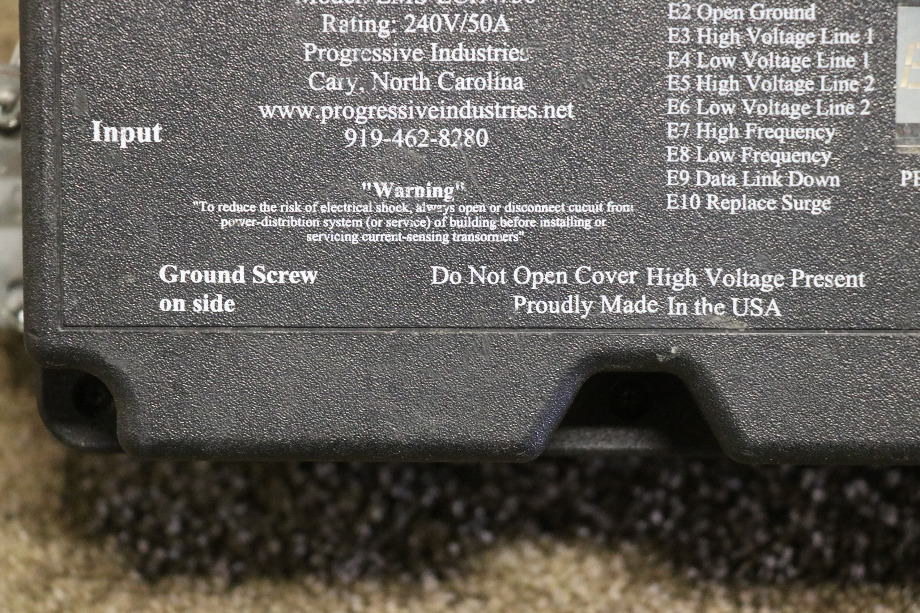 Rating: 240V/50A
Progressive Industries
Cary, North Carolina
www.progressiveindustries.net
919-462-8280
Input
"Warning"
"To reduce the risk of electrical shock, always open or disconnect cucuit from
power-distribtion system (or service) of building before installing or
servicing current-sensing transormers"
Ground Screw
on side
Do Not Open Cover High Voltage Present
Proudly Made In the USA
E2 Open Ground
E3 High Voltage Line 1
E4 Low Voltage Line 1
E5 High Voltage Line 2
E6 Low Voltage Line 2
E7 High Frequency
E8 Low Frequency
E9 Data Link Down
E10 Replace Surge